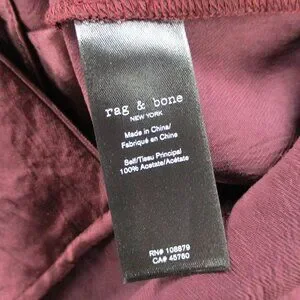 rag & bone
NEW YORK
Made in China/
Fabriqué en Chine
Self/Tissu Principal
100% Acetate/Acétate
RN# 108879
CA# 45760